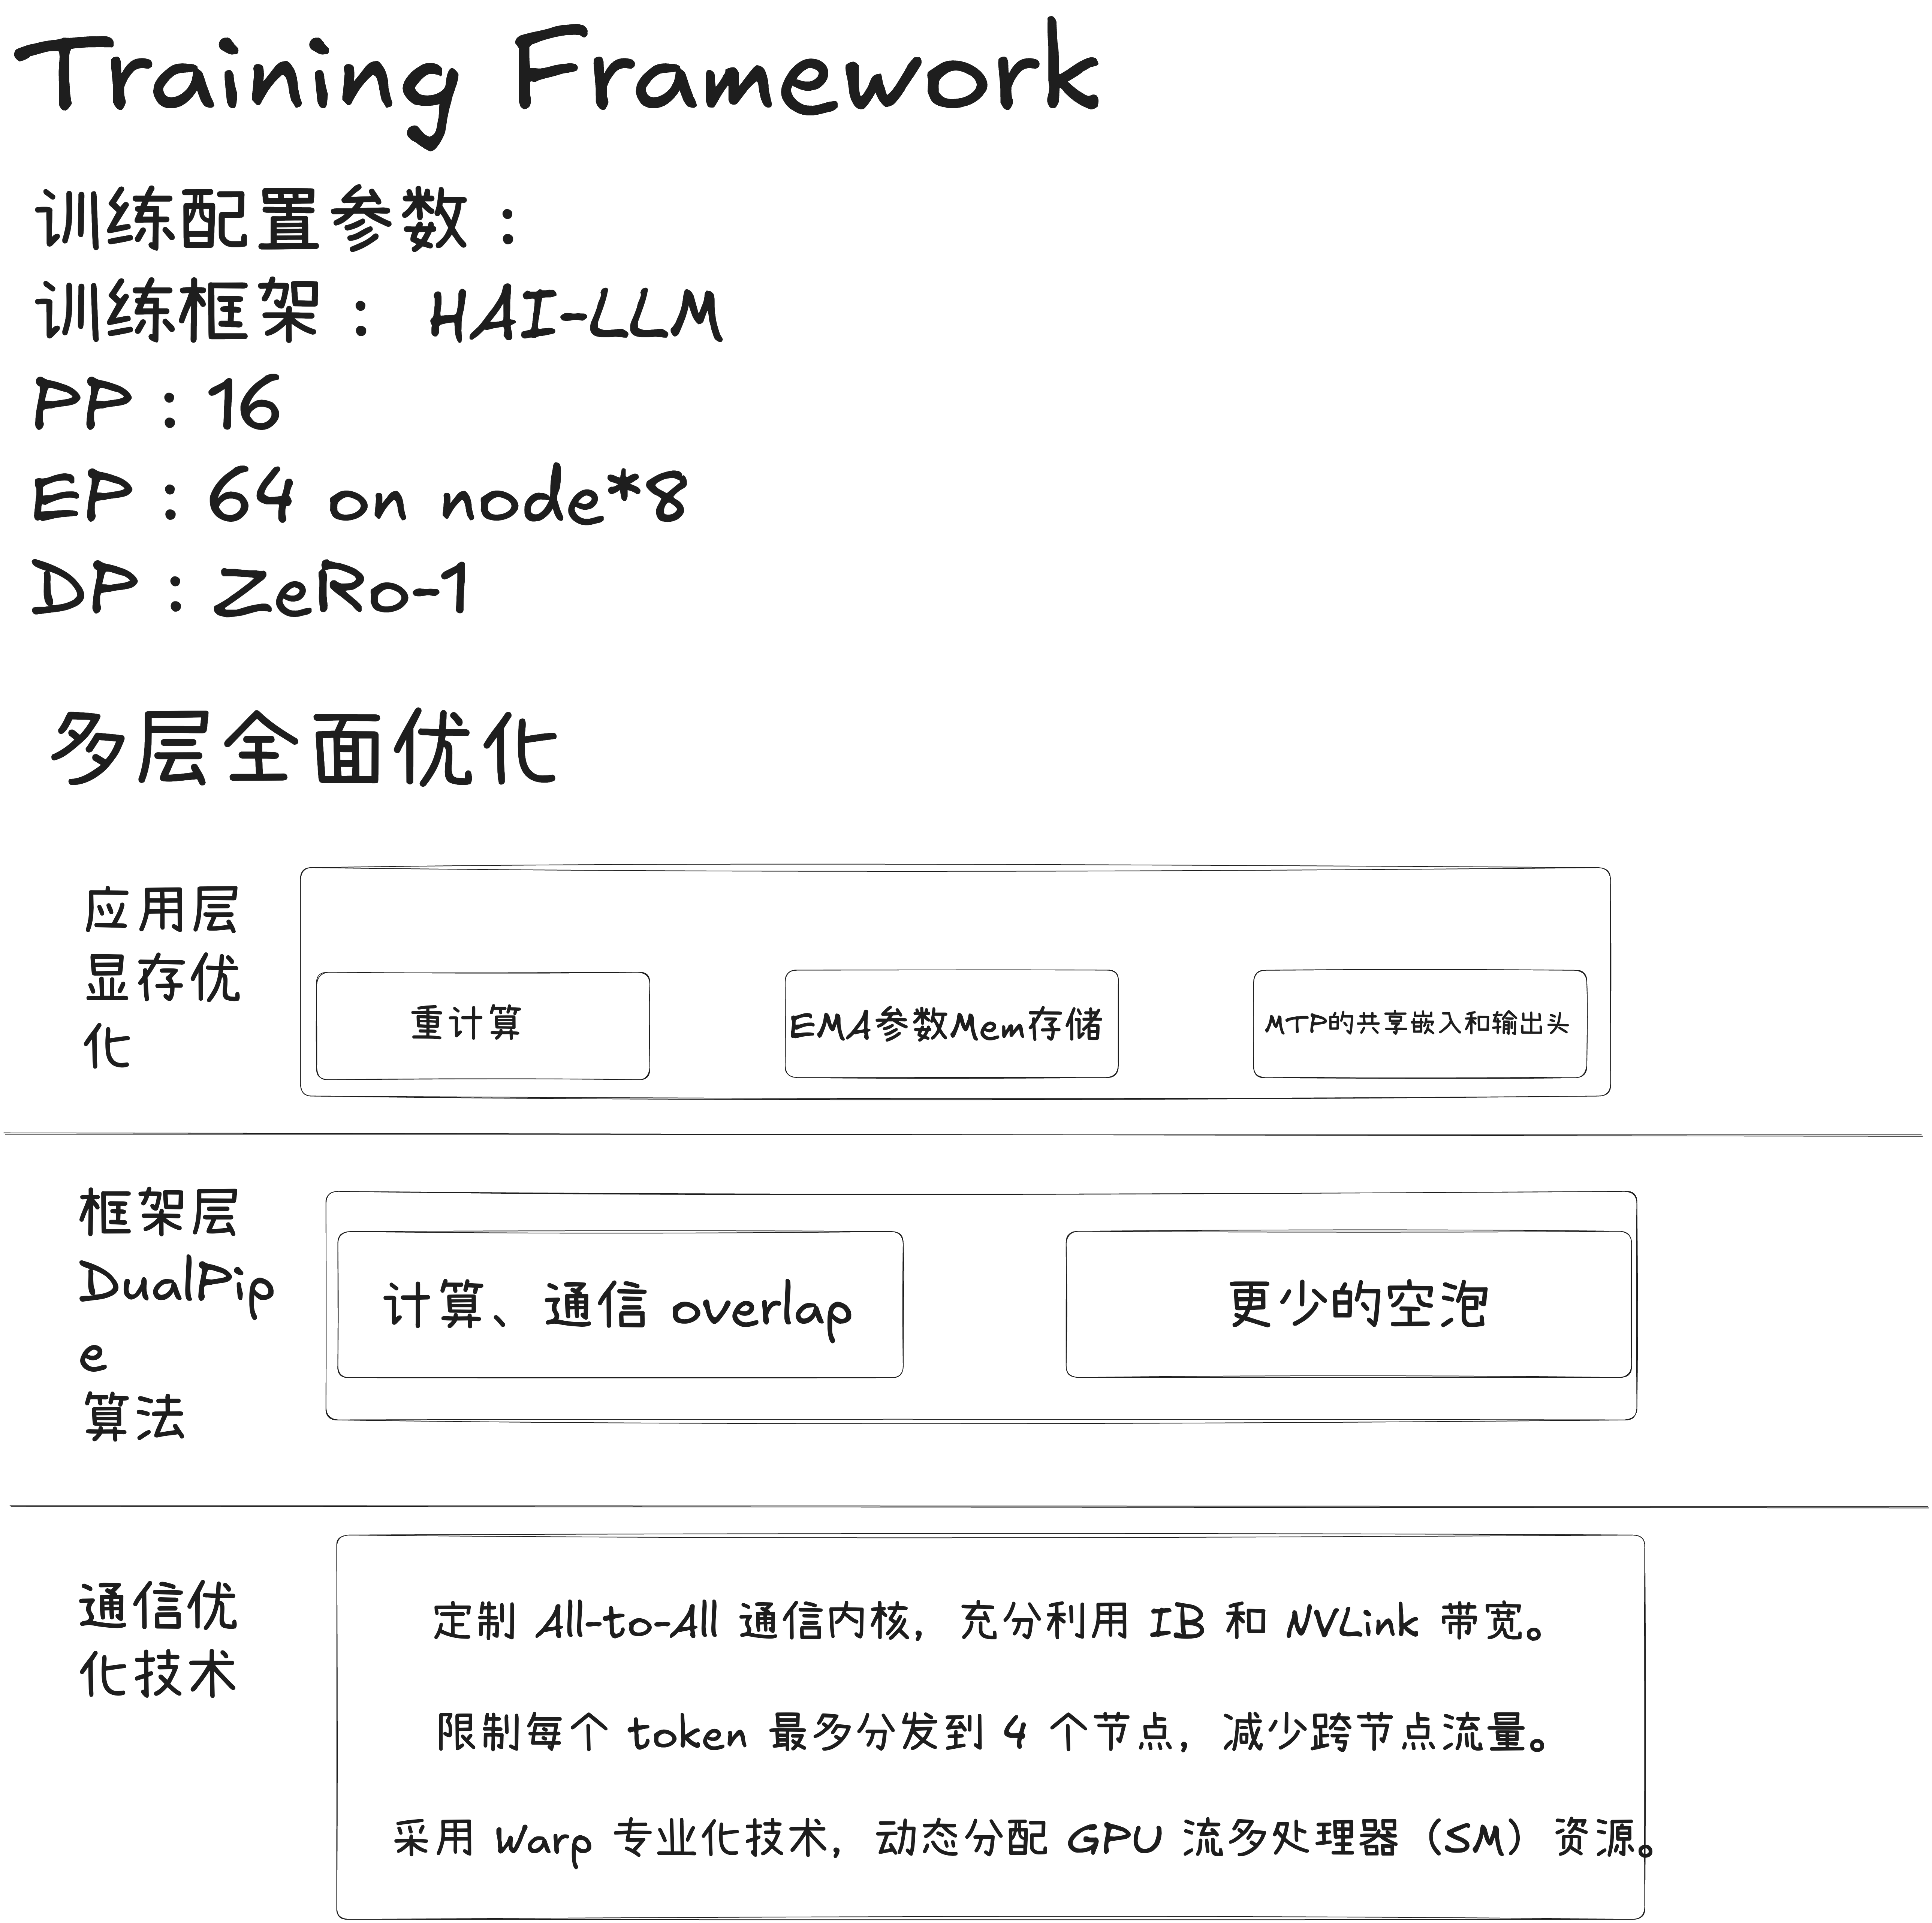 Training Framework
训练配置参数：
训练框架： HAI-LLM
PP：16
EP：64 on node*8
DP：ZeRo-1
多层全面优化
应用层
显存优
化
重计算
EMA参数Mem存储
MTP的共享嵌入和输出头
框架层
DualPip
e
算法
计算、通信 overlap
更少的空泡
通信优
化技术
定制 All-to-All 通信内核，充分利用 IB 和 NVLink 带宽。
限制每个 token 最多分发到 4 个节点，减少跨节点流量。
采用 Warp 专业化技术，动态分配 GPU 流多处理器（SM）资源。